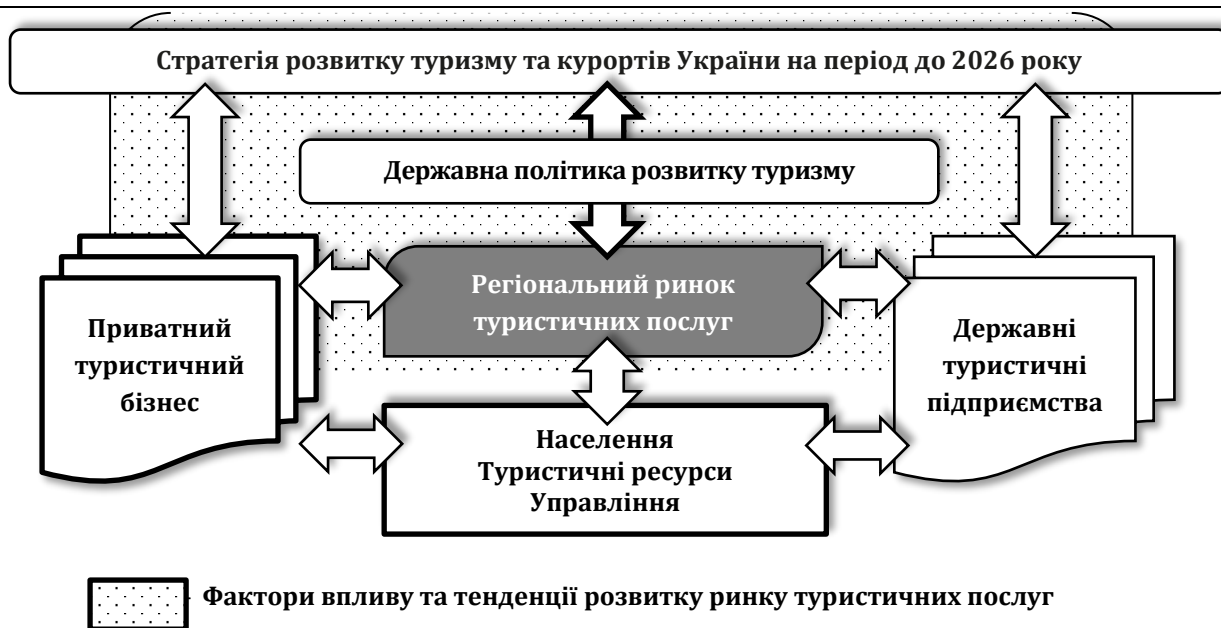 Стратегія розвитку туризму та курортів України на період до 2026 року
Державна політика розвитку туризму
Регіональний ринок
туристичних послуг
Приватний
туристичний
бізнес
Державні
туристичні
підприємства
Населення
Туристичні ресурси
Управління
Фактори впливу та тенденції розвитку ринку туристичних послуг